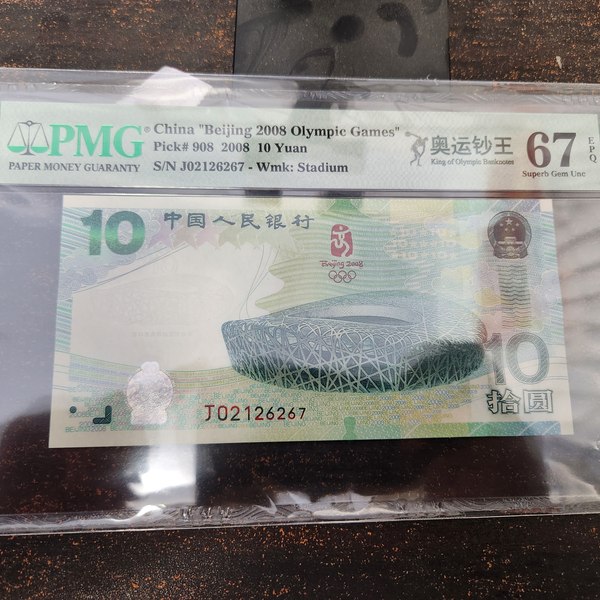 PMG®
PAPER MONEY GUARANTY
China "Beijing 2008 Olympic Games"
Pick# 908 2008 10 Yuan
S/N J02126267 - Wmk: Stadium
奥运钞王
King of Olympic Banknotes
67
EPQ
Superb Gem Unc
10
中国人民银行
Beijing 2008
J02126267
10
拾圆